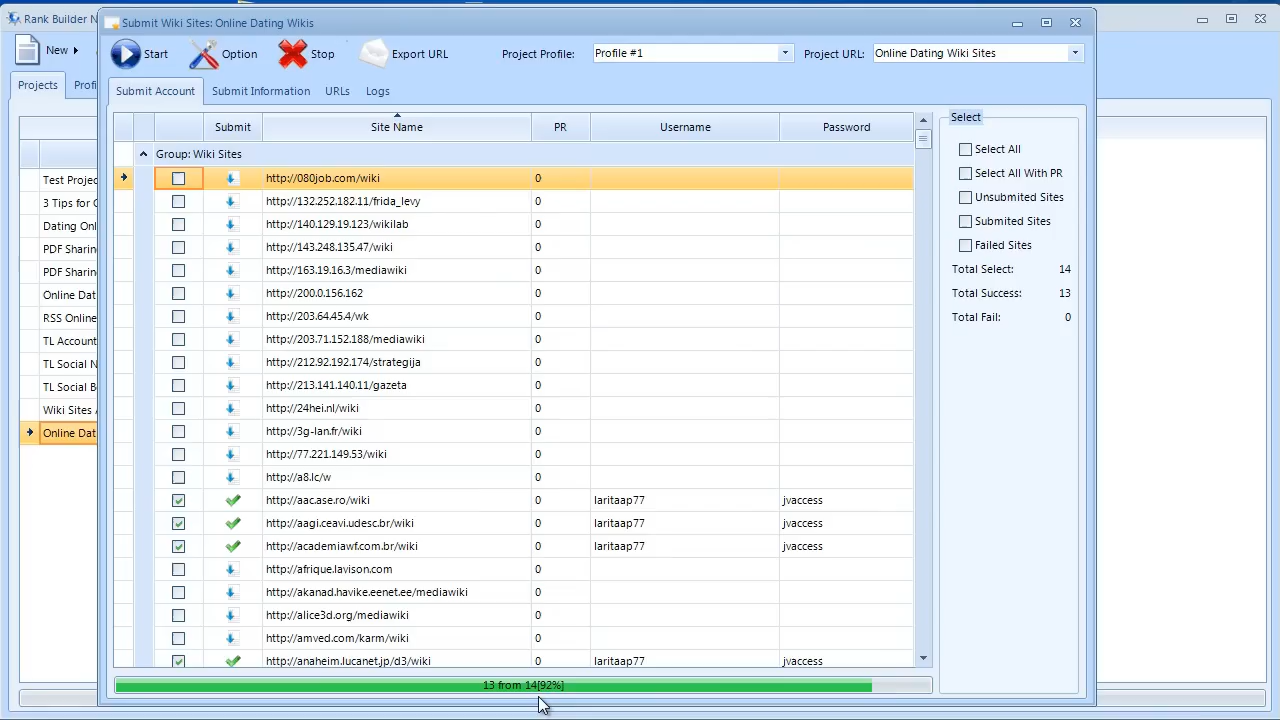 Rank Builder N
Submit Wiki Sites: Online Dating Wikis
New
Start
Option
Stop
Export URL
Project Profile:
Profile #1
Project URL:
Online Dating Wiki Sites
Projects
Profi
Submit Account
Submit Information
URLs
Logs
Submit
Site Name
PR
Username
Password
Group: Wiki Sites
http://080job.com/wiki 0
http://132.252.182.11/frida_levy 0
http://140.129.19.123/wikilab 0
http://143.248.135.47/wiki 0
http://163.19.16.3/mediawiki 0
http://200.0.156.162 0
http://203.64.45.4/wk 0
http://203.71.152.188/mediawiki 0
http://212.92.192.174/strategija 0
http://213.141.140.11/gazeta 0
http://24hei.nl/wiki 0
http://3g-lan.fr/wiki 0
http://77.221.149.53/wiki 0
http://a8.lc/w 0
http://aac.ase.ro/wiki 0 laritaap77 jvaccess
http://aagi.ceavi.udesc.br/wiki 0 laritaap77 jvaccess
http://academiawf.com.br/wiki 0 laritaap77 jvaccess
http://afrique.lavison.com 0
http://akanad.havike.eenet.ee/mediawiki 0
http://alice3d.org/mediawiki 0
http://amved.com/karm/wiki 0
http://anaheim.lucanet.jp/d3/wiki 0 laritaap77 jvaccess
13 from 14[92%]
Select
Select All
Select All With PR
Unsubmited Sites
Submited Sites
Failed Sites
Total Select: 14
Total Success: 13
Total Fail: 0
Test Projec
3 Tips for
Dating Onl
PDF Sharin
PDF Sharin
Online Dat
RSS Online
TL Account
TL Social N
TL Social B
Wiki Sites
Online Dat